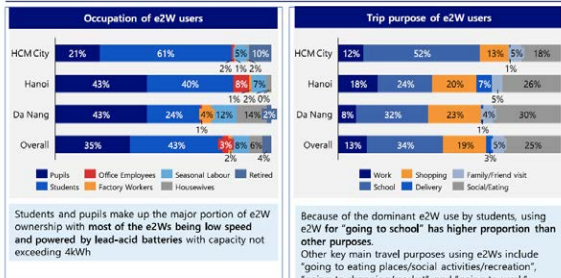 Occupation of e2W users
HCM City 21% 61% 5% 10%
2% 1% 2%
Hanoi 43% 40% 8% 7%
1% 2% 0%
Da Nang 43% 24% 4% 12% 14% 2%
1%
Overall 35% 43% 3% 8% 6%
2% 4%
Pupils Office Employees Seasonal Labour Retired
Students Factory Workers Housewives
Students and pupils make up the major portion of e2W
ownership with most of the e2Ws being low speed
and powered by lead-acid batteries with capacity not
exceeding 4kWh
Trip purpose of e2W users
HCM City 12% 52% 13% 5% 18%
1%
Hanoi 18% 24% 20% 7% 26%
5%
Da Nang 8% 32% 23% 4% 30%
1%
Overall 13% 34% 19% 5% 25%
3%
Work Shopping Family/Friend visit
School Delivery Social/Eating
Because of the dominant e2W use by students, using
e2W for "going to school" has higher proportion than
other purposes.
Other key main travel purposes using e2Ws include
"going to eating places/social activities/recreation",